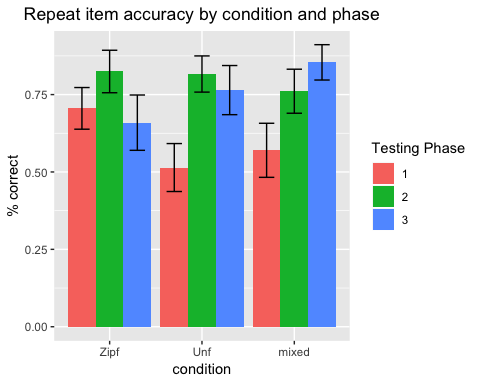 Repeat item accuracy by condition and phase
% correct
0.75
0.50
0.25
0.00
Zipf Unf mixed
condition
Testing Phase
1
2
3